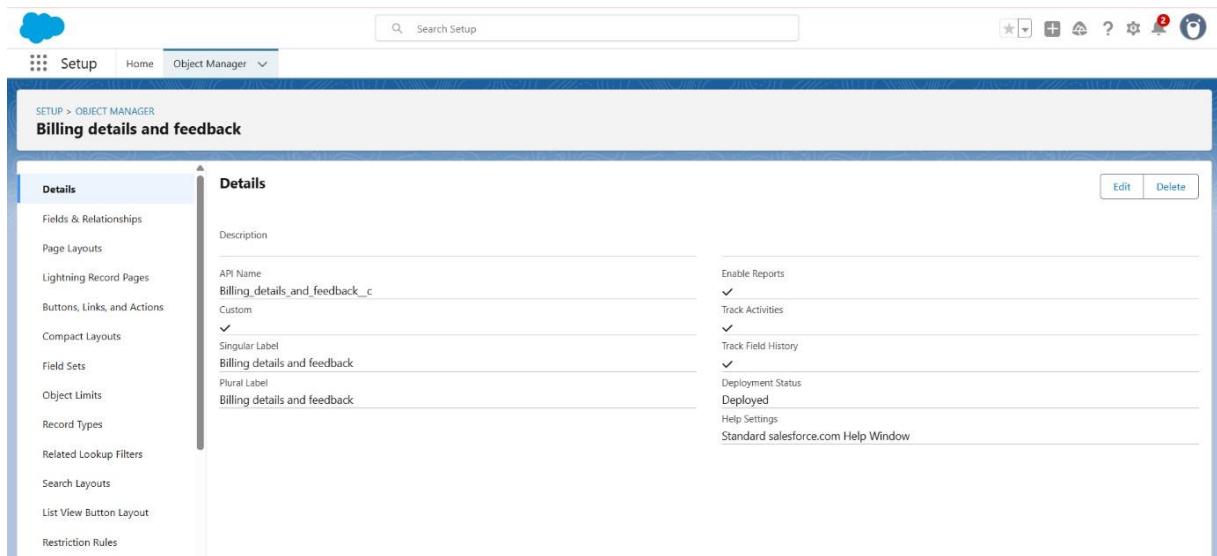 Search Setup
2
Setup
Home
Object Manager
SETUP > OBJECT MANAGER
Billing details and feedback
Details
Fields & Relationships
Page Layouts
Lightning Record Pages
Buttons, Links, and Actions
Compact Layouts
Field Sets
Object Limits
Record Types
Related Lookup Filters
Search Layouts
List View Button Layout
Restriction Rules
Details
Edit
Delete
Description
API Name
Billing_details_and_feedback__c
Custom
Singular Label
Billing details and feedback
Plural Label
Billing details and feedback
Enable Reports
Track Activities
Track Field History
Deployment Status
Deployed
Help Settings
Standard salesforce.com Help Window